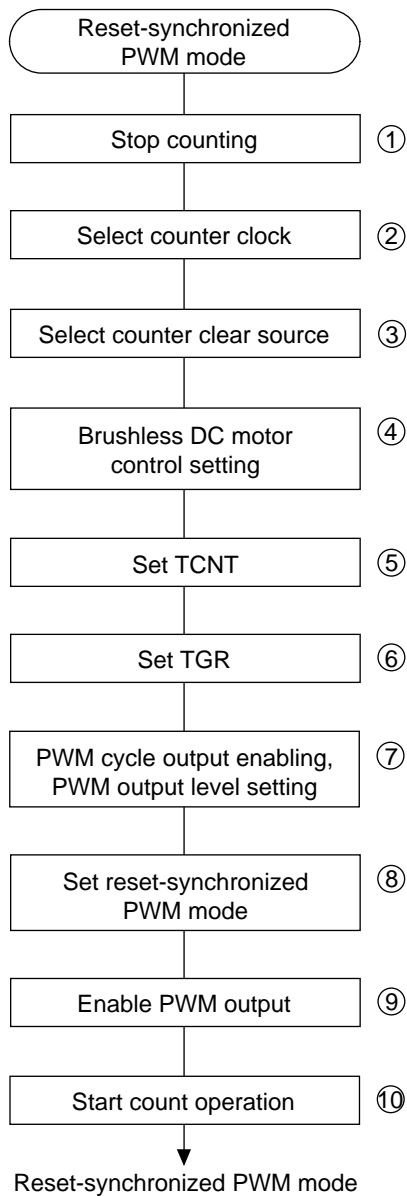 Reset-synchronized
PWM mode
Stop counting
①
Select counter clock
②
Select counter clear source
③
Brushless DC motor
control setting
④
Set TCNT
⑤
Set TGR
⑥
PWM cycle output enabling,
PWM output level setting
⑦
Set reset-synchronized
PWM mode
⑧
Enable PWM output
⑨
Start count operation
⑩
Reset-synchronized PWM mode